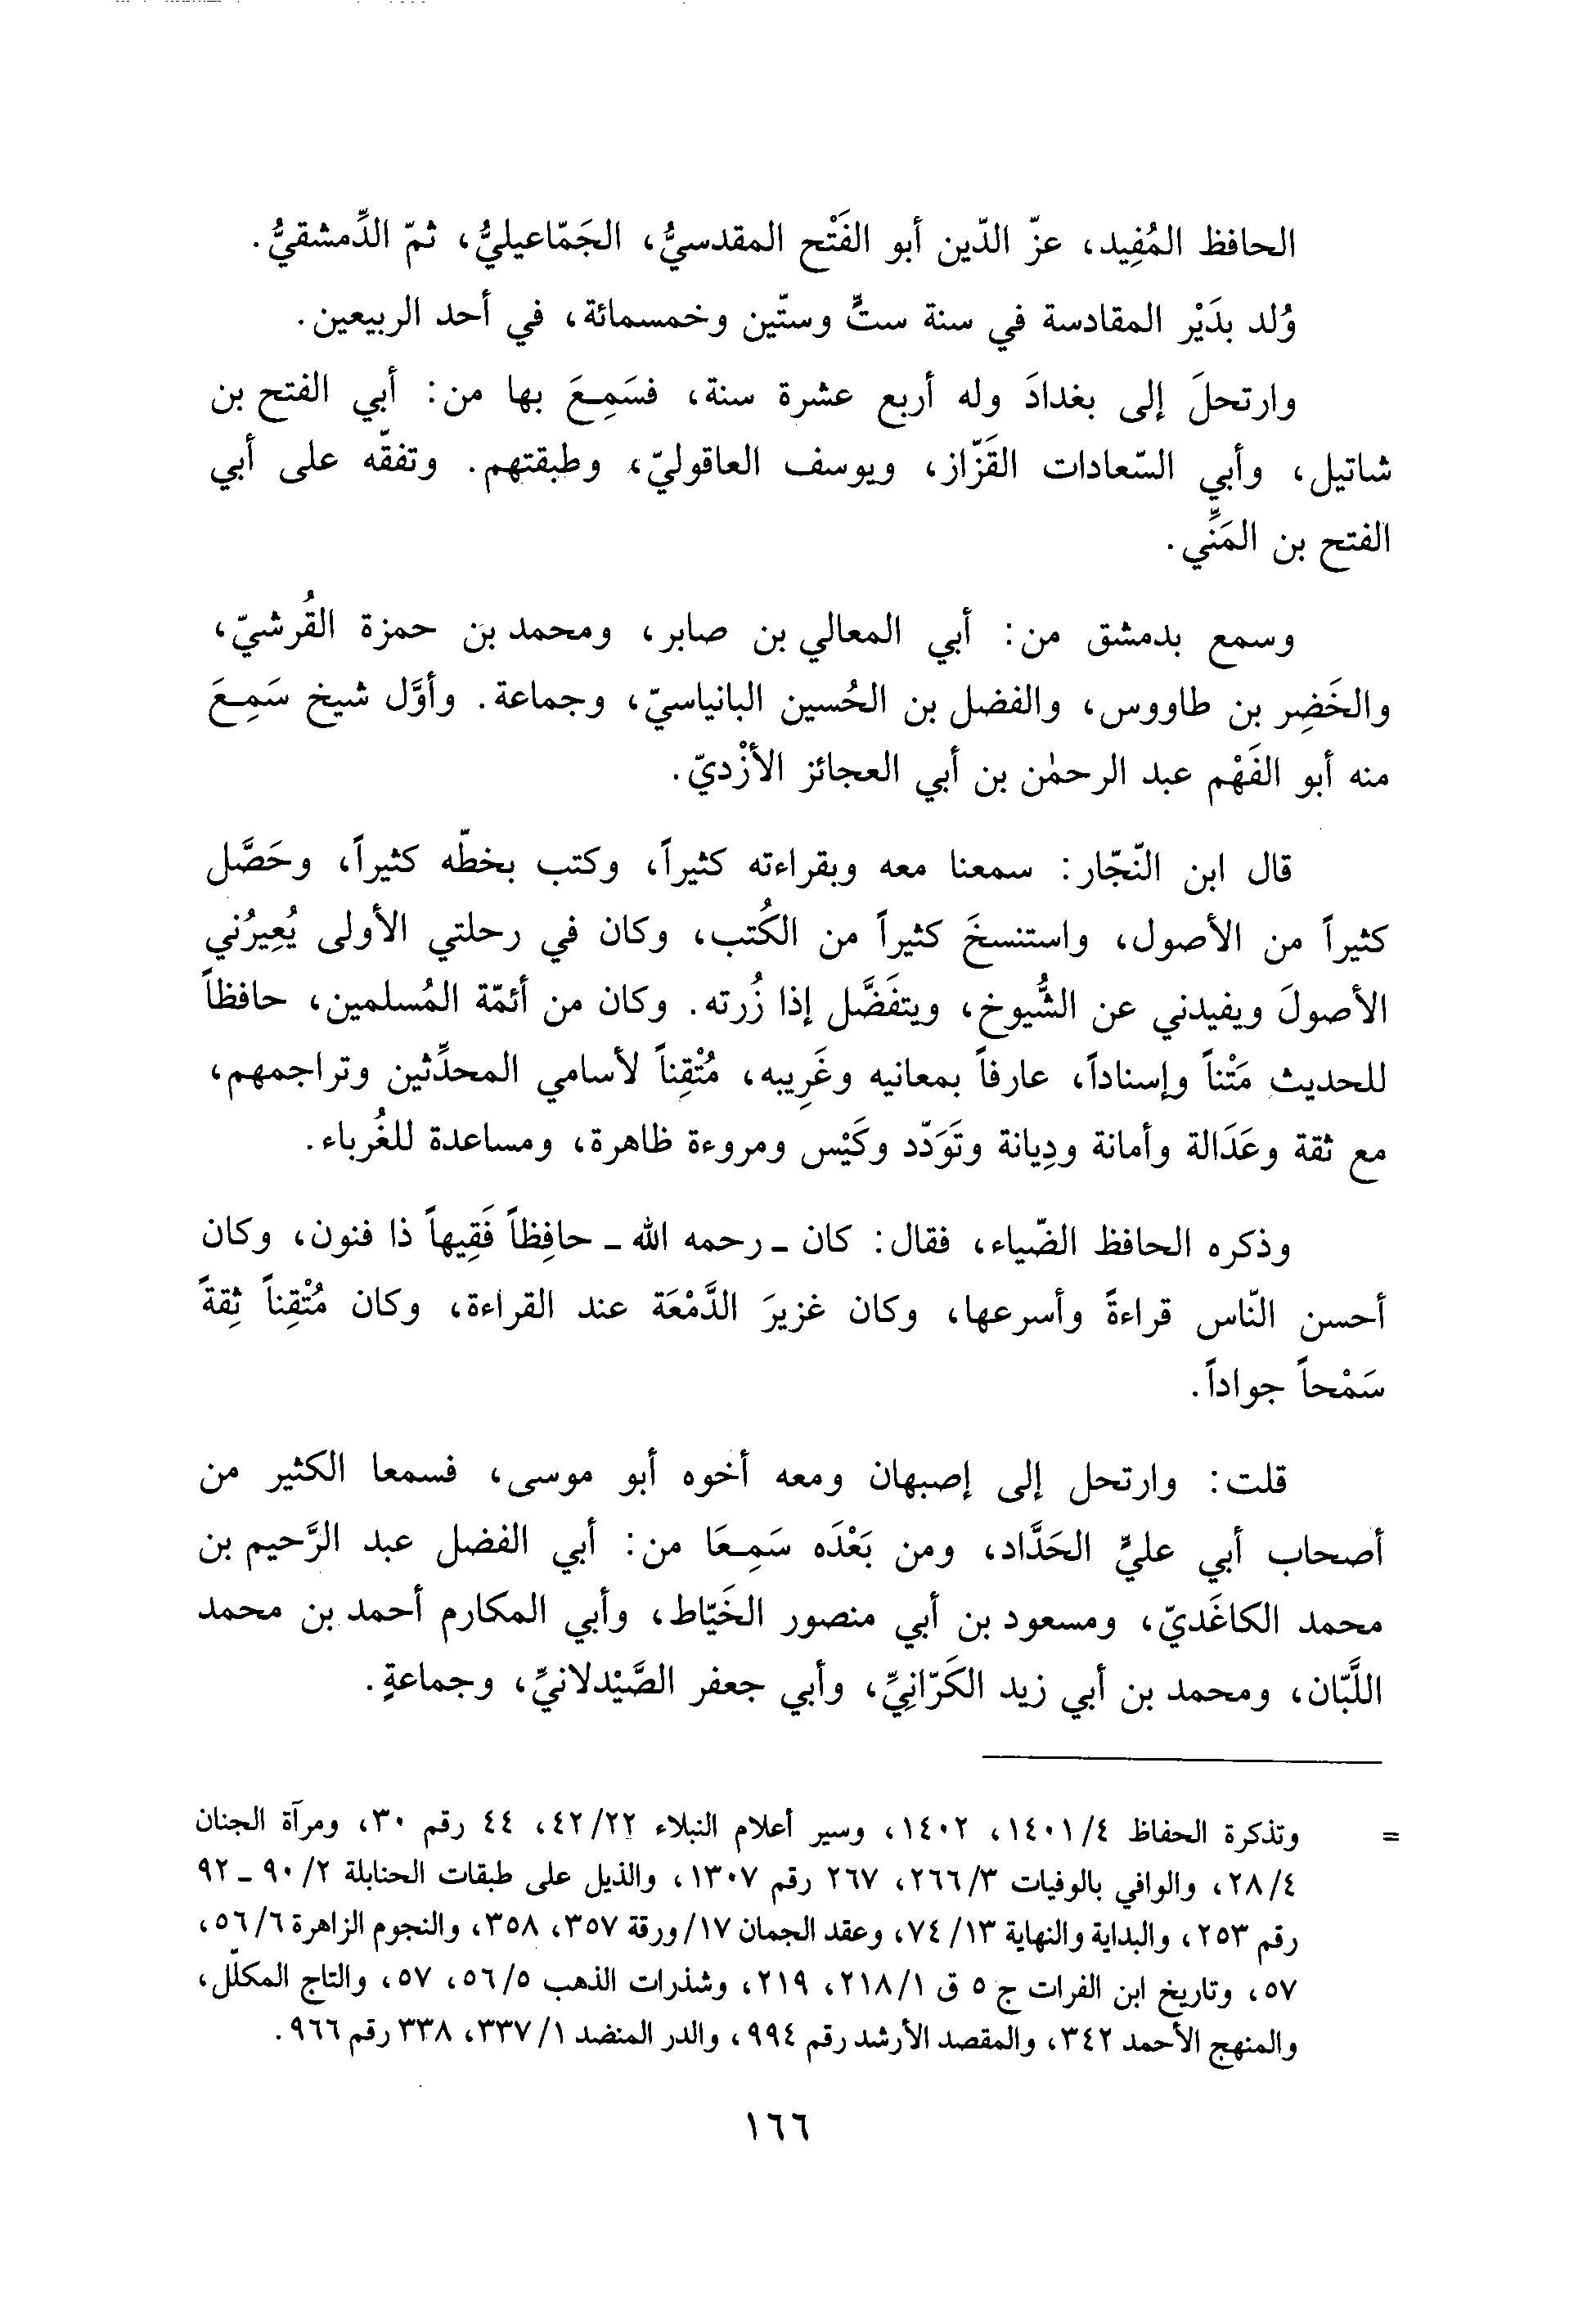 الحافظ المُفِيد، عزّ الدّين أبو الفَتْح المقدسيُّ، الجَمّاعيليُّ، ثمّ الدِّمشقيُّ.
وُلد بدَيْر المقادسة في سنة ستٍّ وستّين وخمسمائة، في أحد الربيعين.
وارتحلَ إلى بغدادَ وله أربع عشرة سنة، فسَمِعَ بها من: أبي الفتح بن
شاتيل، وأبي السّعادات القَزّاز، ويوسف العاقوليّ، وطبقتهم. وتفقّه على أبي
الفتح بن المَنِّي.
وسمع بدمشق من: أبي المعالي بن صابر، ومحمد بن حمزة القُرشيّ،
والخَضِر بن طاووس، والفضل بن الحُسين البانياسيّ، وجماعة. وأوَّل شيخ سَمِعَ
منه أبو الفَهْم عبد الرحمٰن بن أبي العجائز الأزْديّ.
قال ابن النّجّار: سمعنا معه وبقراءته كثيراً، وكتب بخطّه كثيراً، وحَصَّل
كثيراً من الأصول، واستنسخَ كثيراً من الكُتب، وكان في رحلتي الأولى يُعِيرُني
الأصولَ ويفيدني عن الشُّيوخ، ويتفَضَّل إذا زُرته. وكان من أئمّة المُسلمين، حافظاً
للحديث مَتْناً وإسناداً، عارفاً بمعانيه وغَرِيبه، مُتْقِناً لأسامي المحدِّثين وتراجمهم،
مع ثقة وعَدَالة وأمانة ودِيانة وتَوَدّد وكَيْس ومروءة ظاهرة، ومساعدة للغُرباء.
وذكره الحافظ الضّياء، فقال: كان ـ رحمه الله ـ حافِظاً فَقِيهاً ذا فنون، وكان
أحسن النّاس قراءةً وأسرعها، وكان غزيرَ الدَّمْعَة عند القراءة، وكان مُتْقِناً ثِقةً
سَمْحاً جواداً.
قلت: وارتحل إلى إصبهان ومعه أخوه أبو موسى، فسمعا الكثير من
أصحاب أبي عليٍّ الحَدَّاد، ومن بَعْدَه سَمِعَا من: أبي الفضل عبد الرَّحيم بن
محمد الكاغَديّ، ومسعود بن أبي منصور الخَيّاط، وأبي المكارم أحمد بن محمد
اللَّبّان، ومحمد بن أبي زيد الكَرّانِيِّ، وأبي جعفر الصَّيْدلانيِّ، وجماعةٍ.
= وتذكرة الحفاظ ٤/ ١٤٠١، ١٤٠٢، وسير أعلام النبلاء ٢٢/ ٤٢، ٤٤ رقم ٣٠، ومرآة الجنان
٤/ ٢٨، والوافي بالوفيات ٣/ ٢٦٦، ٢٦٧ رقم ١٣٠٧، والذيل على طبقات الحنابلة ٢/ ٩٠ ـ ٩٢
رقم ٢٥٣، والبداية والنهاية ١٣/ ٧٤، وعقد الجمان ١٧/ ورقة ٣٥٧، ٣٥٨، والنجوم الزاهرة ٦/ ٥٦،
٥٧، وتاريخ ابن الفرات ج ٥ ق ١/ ٢١٨، ٢١٩، وشذرات الذهب ٥/ ٥٦، ٥٧، والتاج المكلّل،
والمنهج الأحمد ٣٤٢، والمقصد الأرشد رقم ٩٩٤، والدر المنضد ١/ ٣٣٧، ٣٣٨ رقم ٩٦٦.
١٦٦